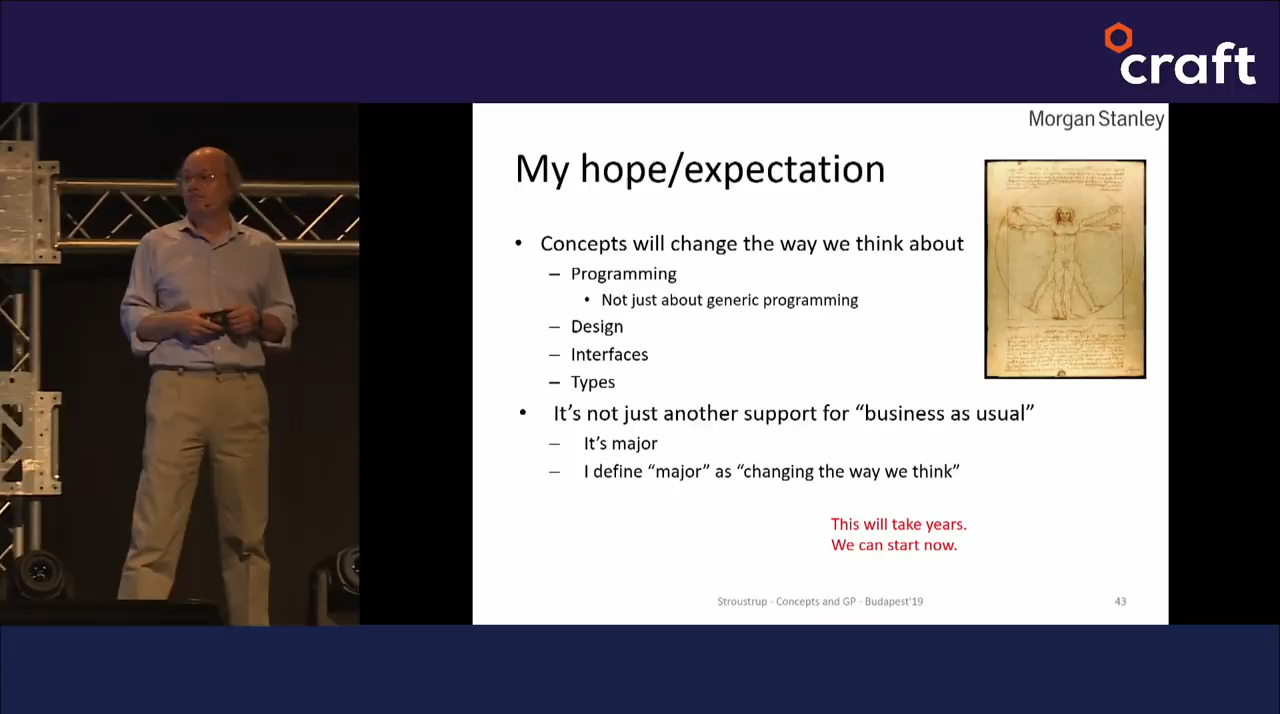 craft
Morgan Stanley
My hope/expectation
• Concepts will change the way we think about
– Programming
• Not just about generic programming
– Design
– Interfaces
– Types
• It’s not just another support for “business as usual”
– It’s major
– I define “major” as “changing the way we think”
This will take years.
We can start now.
Stroustrup - Concepts and GP - Budapest'19
43